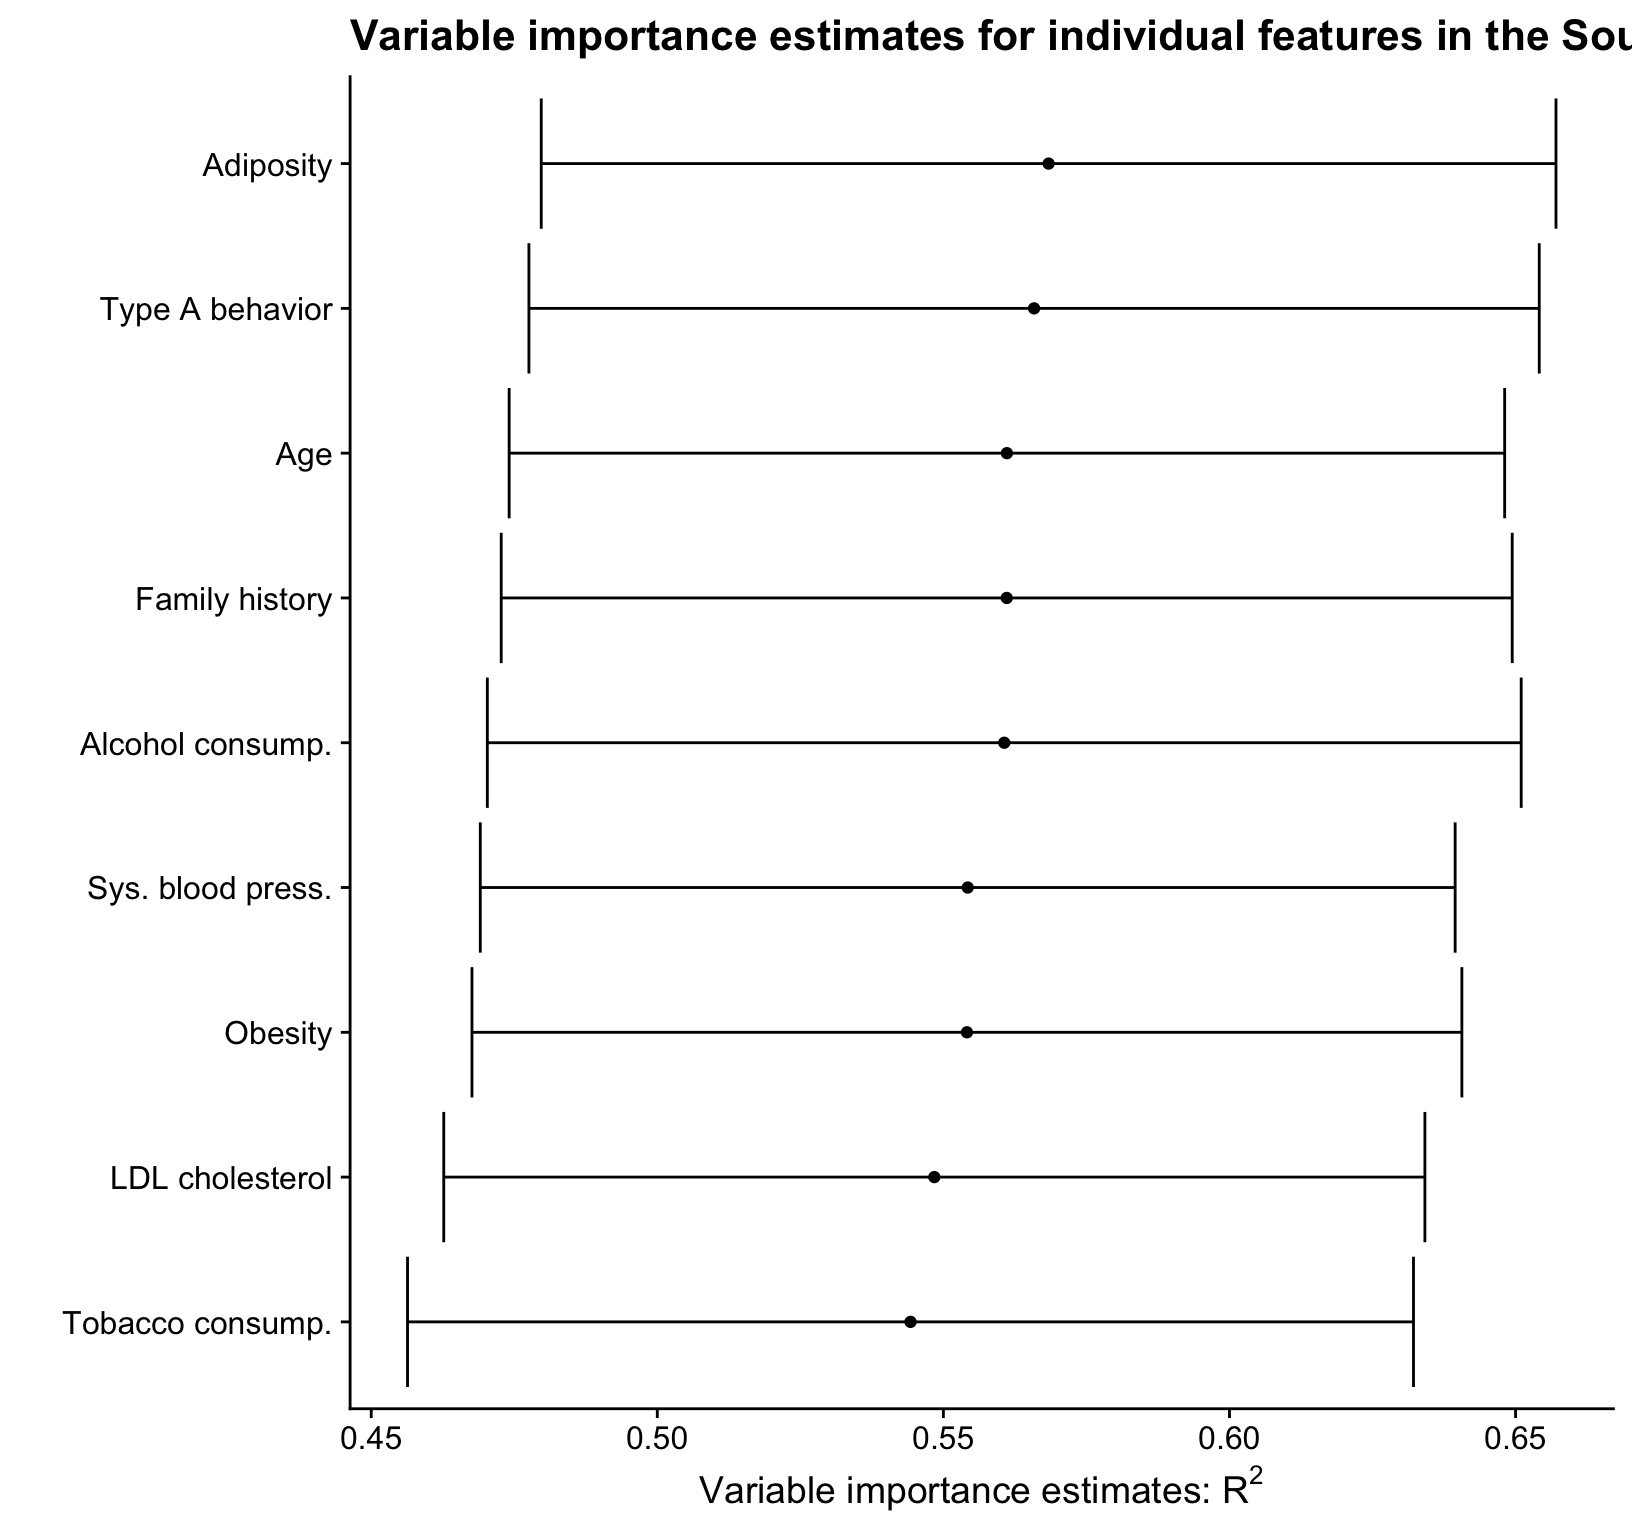 Variable importance estimates for individual features in the Sou
Adiposity
Type A behavior
Age
Family history
Alcohol consump.
Sys. blood press.
Obesity
LDL cholesterol
Tobacco consump.
0.45 0.50 0.55 0.60 0.65
Variable importance estimates: R²